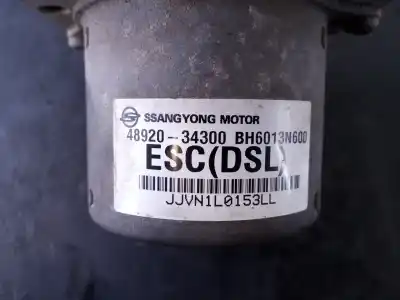 SSANGYONG MOTOR
48920-34300 BH6013N600
ESC(DSL)
JJVN1L0153LL